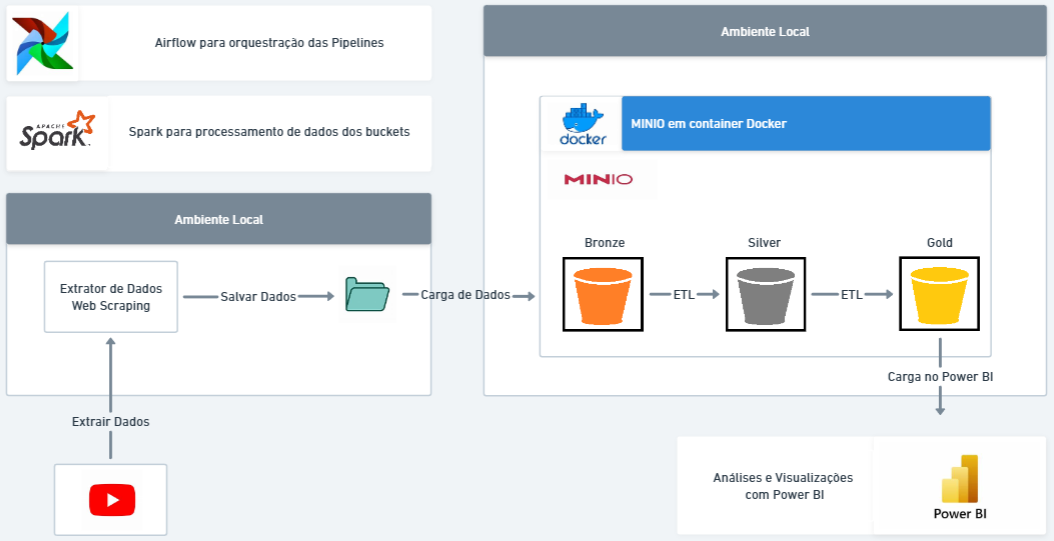 Airflow para orquestração das Pipelines
APACHE
Spark
Spark para processamento de dados dos buckets
Ambiente Local
Extrator de Dados
Web Scraping
Salvar Dados
Carga de Dados
Extrair Dados
Ambiente Local
docker
MINIO em container Docker
MINIO
Bronze
Silver
Gold
ETL
ETL
Carga no Power BI
Análises e Visualizações
com Power BI
Power BI